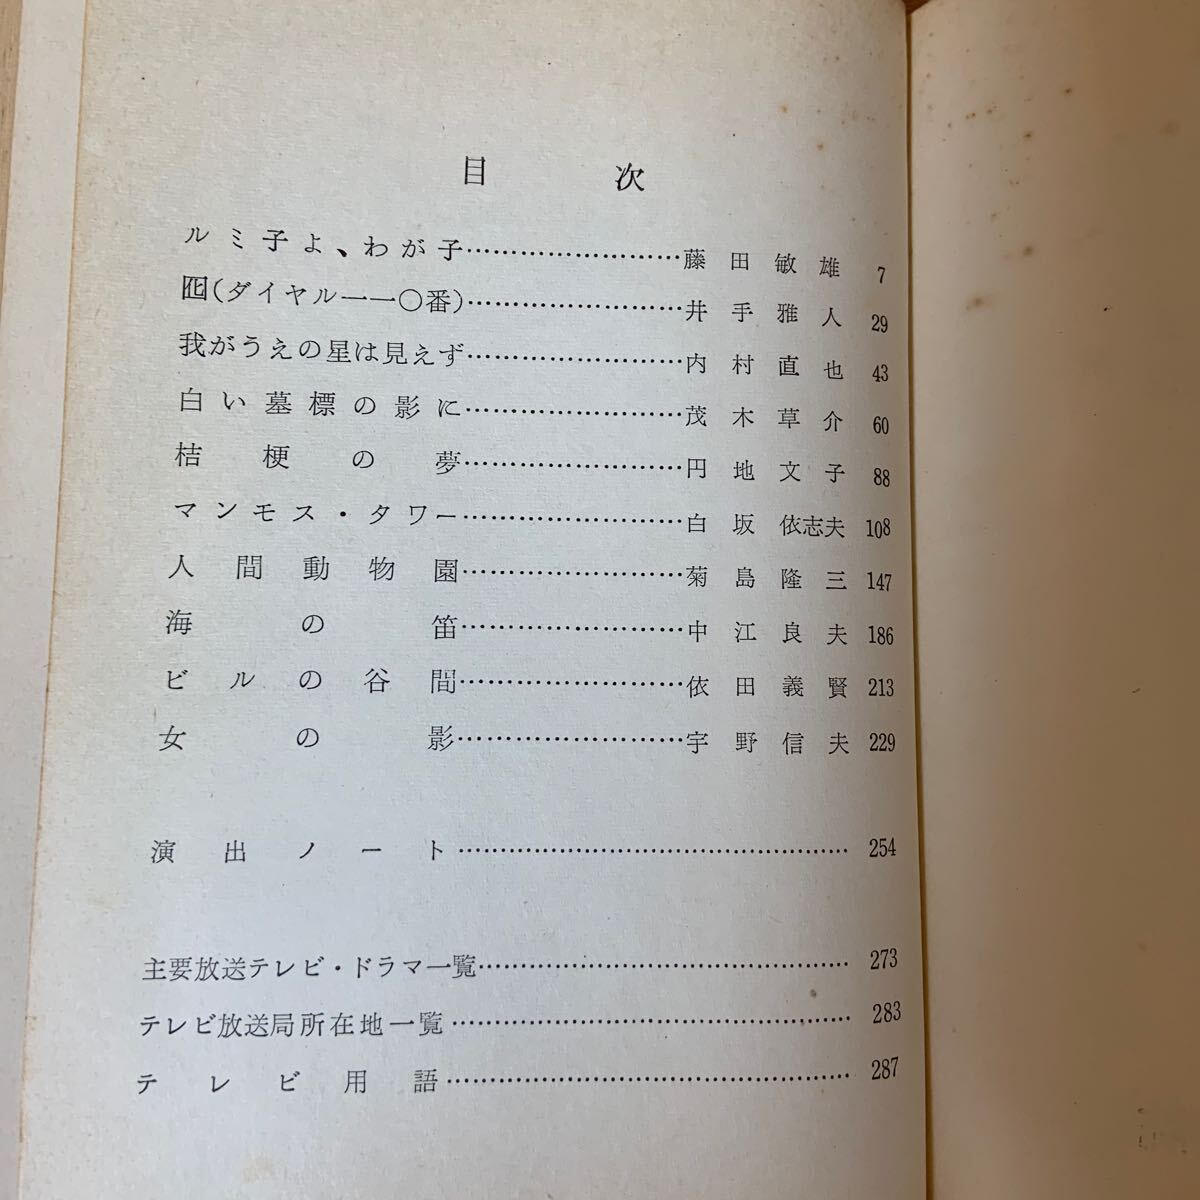 目次
ルミ子よ、わが子……………………藤田敏雄 7
囮(ダイヤル一一〇番)……………………井手雅人 29
我がうえの星は見えず……………………内村直也 43
白い墓標の影に……………………茂木草介 60
桔梗の夢……………………円地文子 88
マンモス・タワー……………………白坂依志夫 108
人間動物園……………………菊島隆三 147
海の笛……………………中江良夫 186
ビルの谷間……………………依田義賢 213
女の影……………………宇野信夫 229
演出ノート……………………………………254
主要放送テレビ・ドラマ一覧……………………………………273
テレビ放送局所在地一覧……………………………………283
テレビ用語……………………………………287